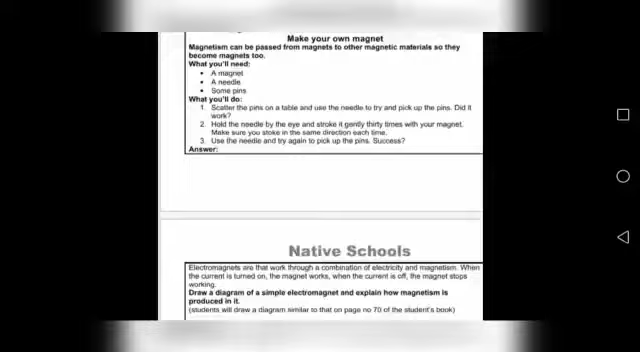 Make your own magnet
Magnetism can be passed from magnets to other magnetic materials so they
become magnets too.
What you'll need:
• A magnet
• A needle
• Some pins
What you'll do:
1. Scatter the pins on a table and use the needle to try and pick up the pins. Did it
work?
2. Hold the needle by the eye and stroke it gently thirty times with your magnet.
Make sure you stoke in the same direction each time.
3. Use the needle and try again to pick up the pins. Success?
Answer:
Native Schools
Electromagnets are that work through a combination of electricity and magnetism. When
the current is turned on, the magnet works, when the current is off, the magnet stops
working.
Draw a diagram of a simple electromagnet and explain how magnetism is
produced in it.
(students will draw a diagram similar to that on page no 70 of the student's book)